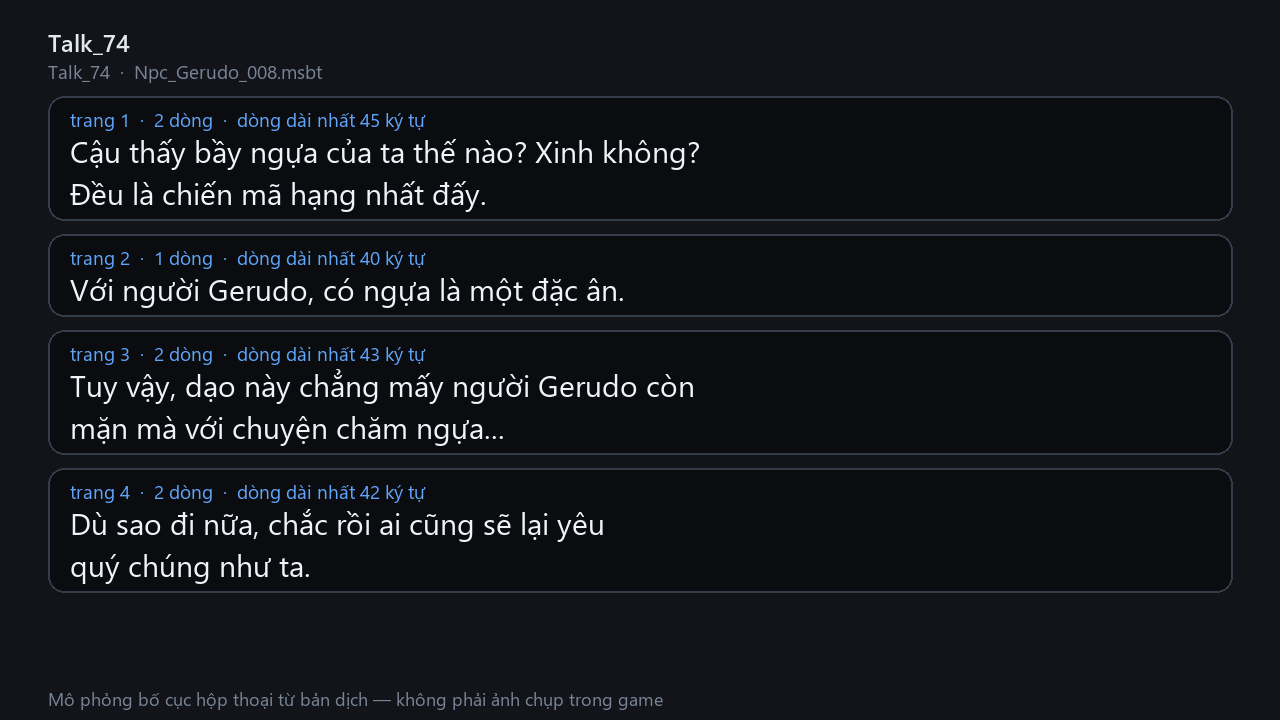 Talk_74
Talk_74 · Npc_Gerudo_008.msbt
trang 1 · 2 dòng · dòng dài nhất 45 ký tự
Cậu thấy bầy ngựa của ta thế nào? Xinh không?
Đều là chiến mã hạng nhất đấy.
trang 2 · 1 dòng · dòng dài nhất 40 ký tự
Với người Gerudo, có ngựa là một đặc ân.
trang 3 · 2 dòng · dòng dài nhất 43 ký tự
Tuy vậy, dạo này chẳng mấy người Gerudo còn
mặn mà với chuyện chăm ngựa...
trang 4 · 2 dòng · dòng dài nhất 42 ký tự
Dù sao đi nữa, chắc rồi ai cũng sẽ lại yêu
quý chúng như ta.
Mô phỏng bố cục hộp thoại từ bản dịch — không phải ảnh chụp trong game